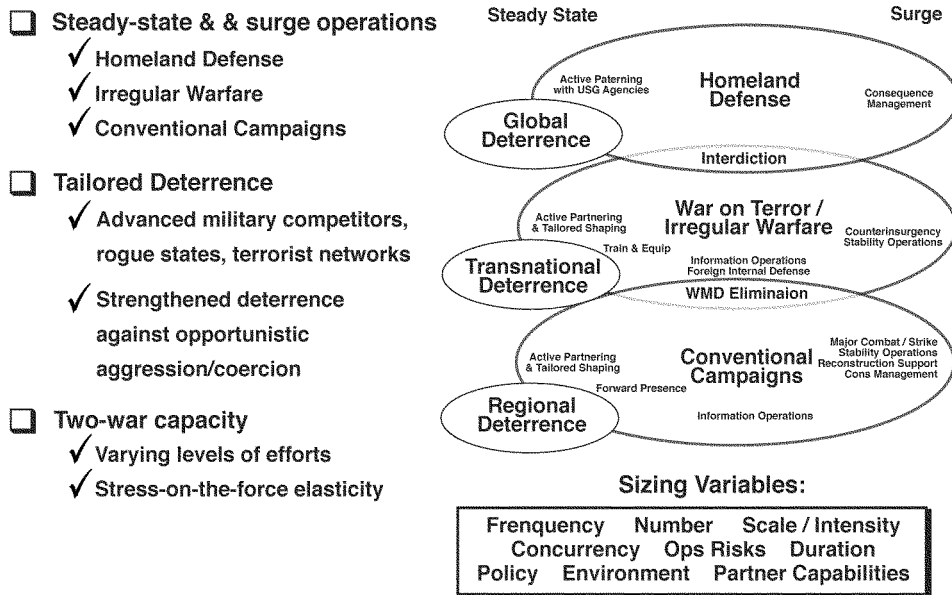 Steady-state & & surge operations
Homeland Defense
Irregular Warfare
Conventional Campaigns
Tailored Deterrence
Advanced military competitors,
rogue states, terrorist networks
Strengthened deterrence
against opportunistic
aggression/coercion
Two-war capacity
Varying levels of efforts
Stress-on-the-force elasticity
Steady State
Surge
Active Paterning
with USG Agencies
Homeland
Defense
Consequence
Management
Global
Deterrence
Interdiction
Active Partnering
& Tailored Shaping
War on Terror /
Irregular Warfare
Counterinsurgency
Stability Operations
Train & Equip
Information Operations
Foreign Internal Defense
Transnational
Deterrence
WMD Eliminaion
Active Partnering
& Tailored Shaping
Conventional
Campaigns
Major Combat / Strike
Stability Operations
Reconstruction Support
Cons Management
Forward Presence
Regional
Deterrence
Information Operations
Sizing Variables:
Frenquency Number Scale / Intensity
Concurrency Ops Risks Duration
Policy Environment Partner Capabilities